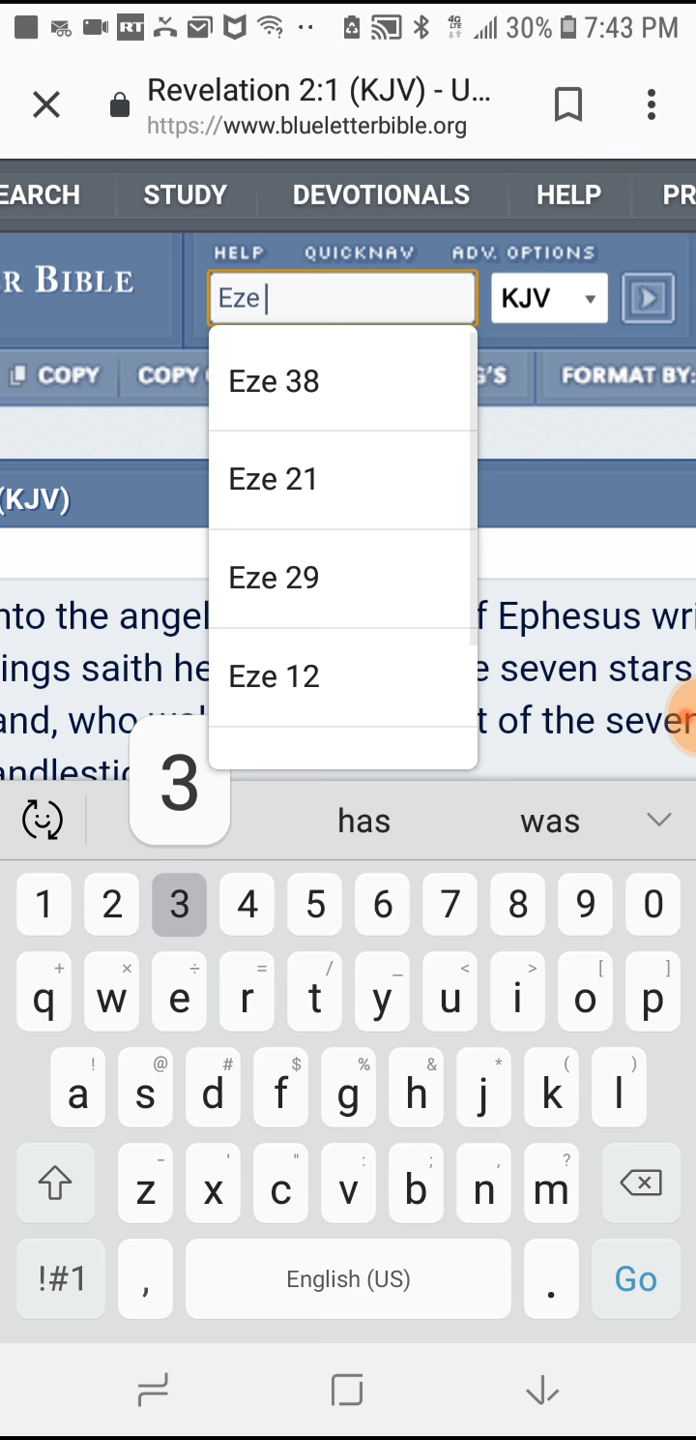 RT 4G 30% 7:43 PM
Revelation 2:1 (KJV) - U...
https://www.blueletterbible.org
EARCH STUDY DEVOTIONALS HELP PR
HELP QUICKNAV ADV. OPTIONS
R BIBLE
Eze
KJV
COPY COPY G'S FORMAT BY:
Eze 38
(KJV)
Eze 21
Eze 29
nto the angel f Ephesus wri
ings saith he e seven stars
Eze 12
and, who t of the seven
andlestic
3
has was
1 2 3 4 5 6 7 8 9 0
+ × ÷ = / _ < > [ ]
q w e r t y u i o p
! @ # $ % & * ( )
a s d f g h j k l
- ' " : ; , ?
z x c v b n m
!#1 , English (US) . Go